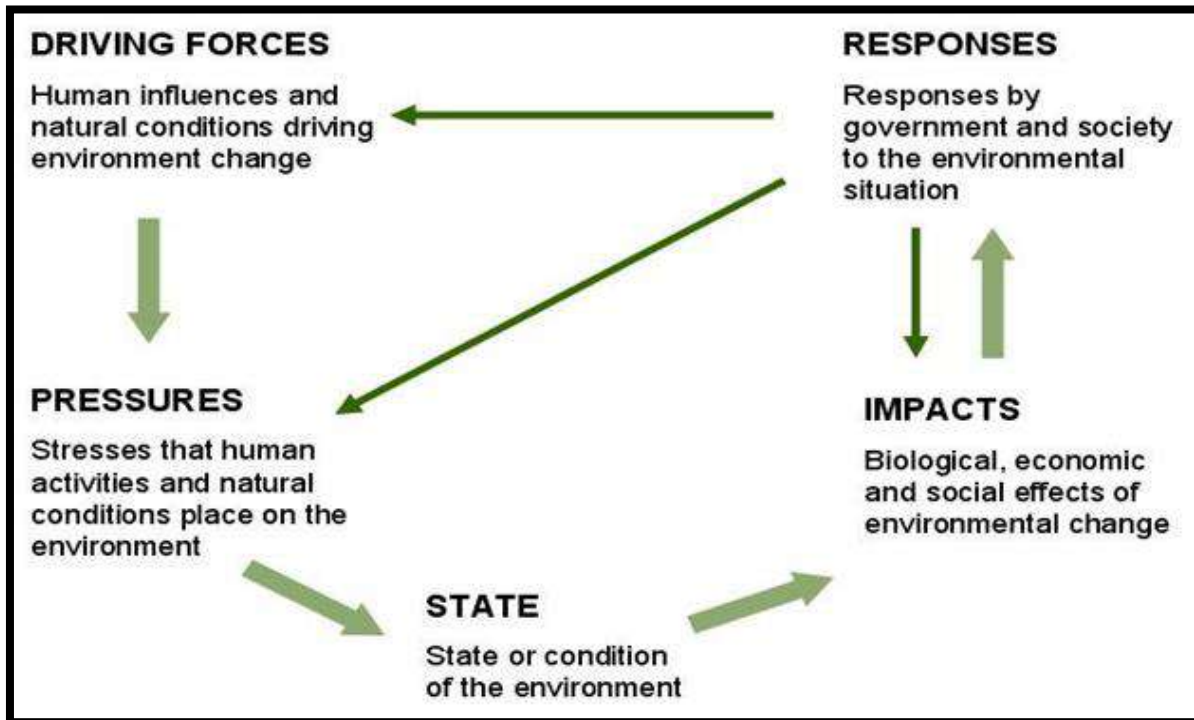 DRIVING FORCES
Human influences and
natural conditions driving
environment change
RESPONSES
Responses by
government and society
to the environmental
situation
PRESSURES
Stresses that human
activities and natural
conditions place on the
environment
IMPACTS
Biological, economic
and social effects of
environmental change
STATE
State or condition
of the environment